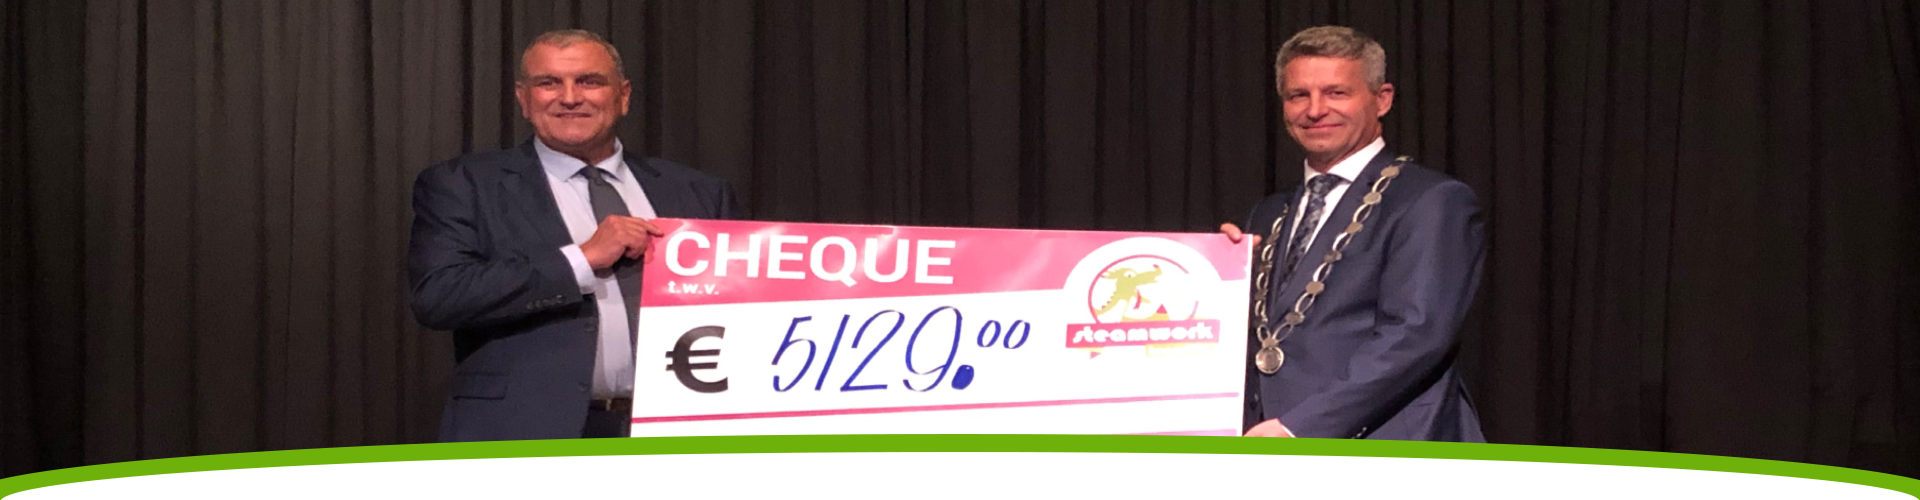 CHEQUE
t.w.v.
€ 5129.00
steamwork